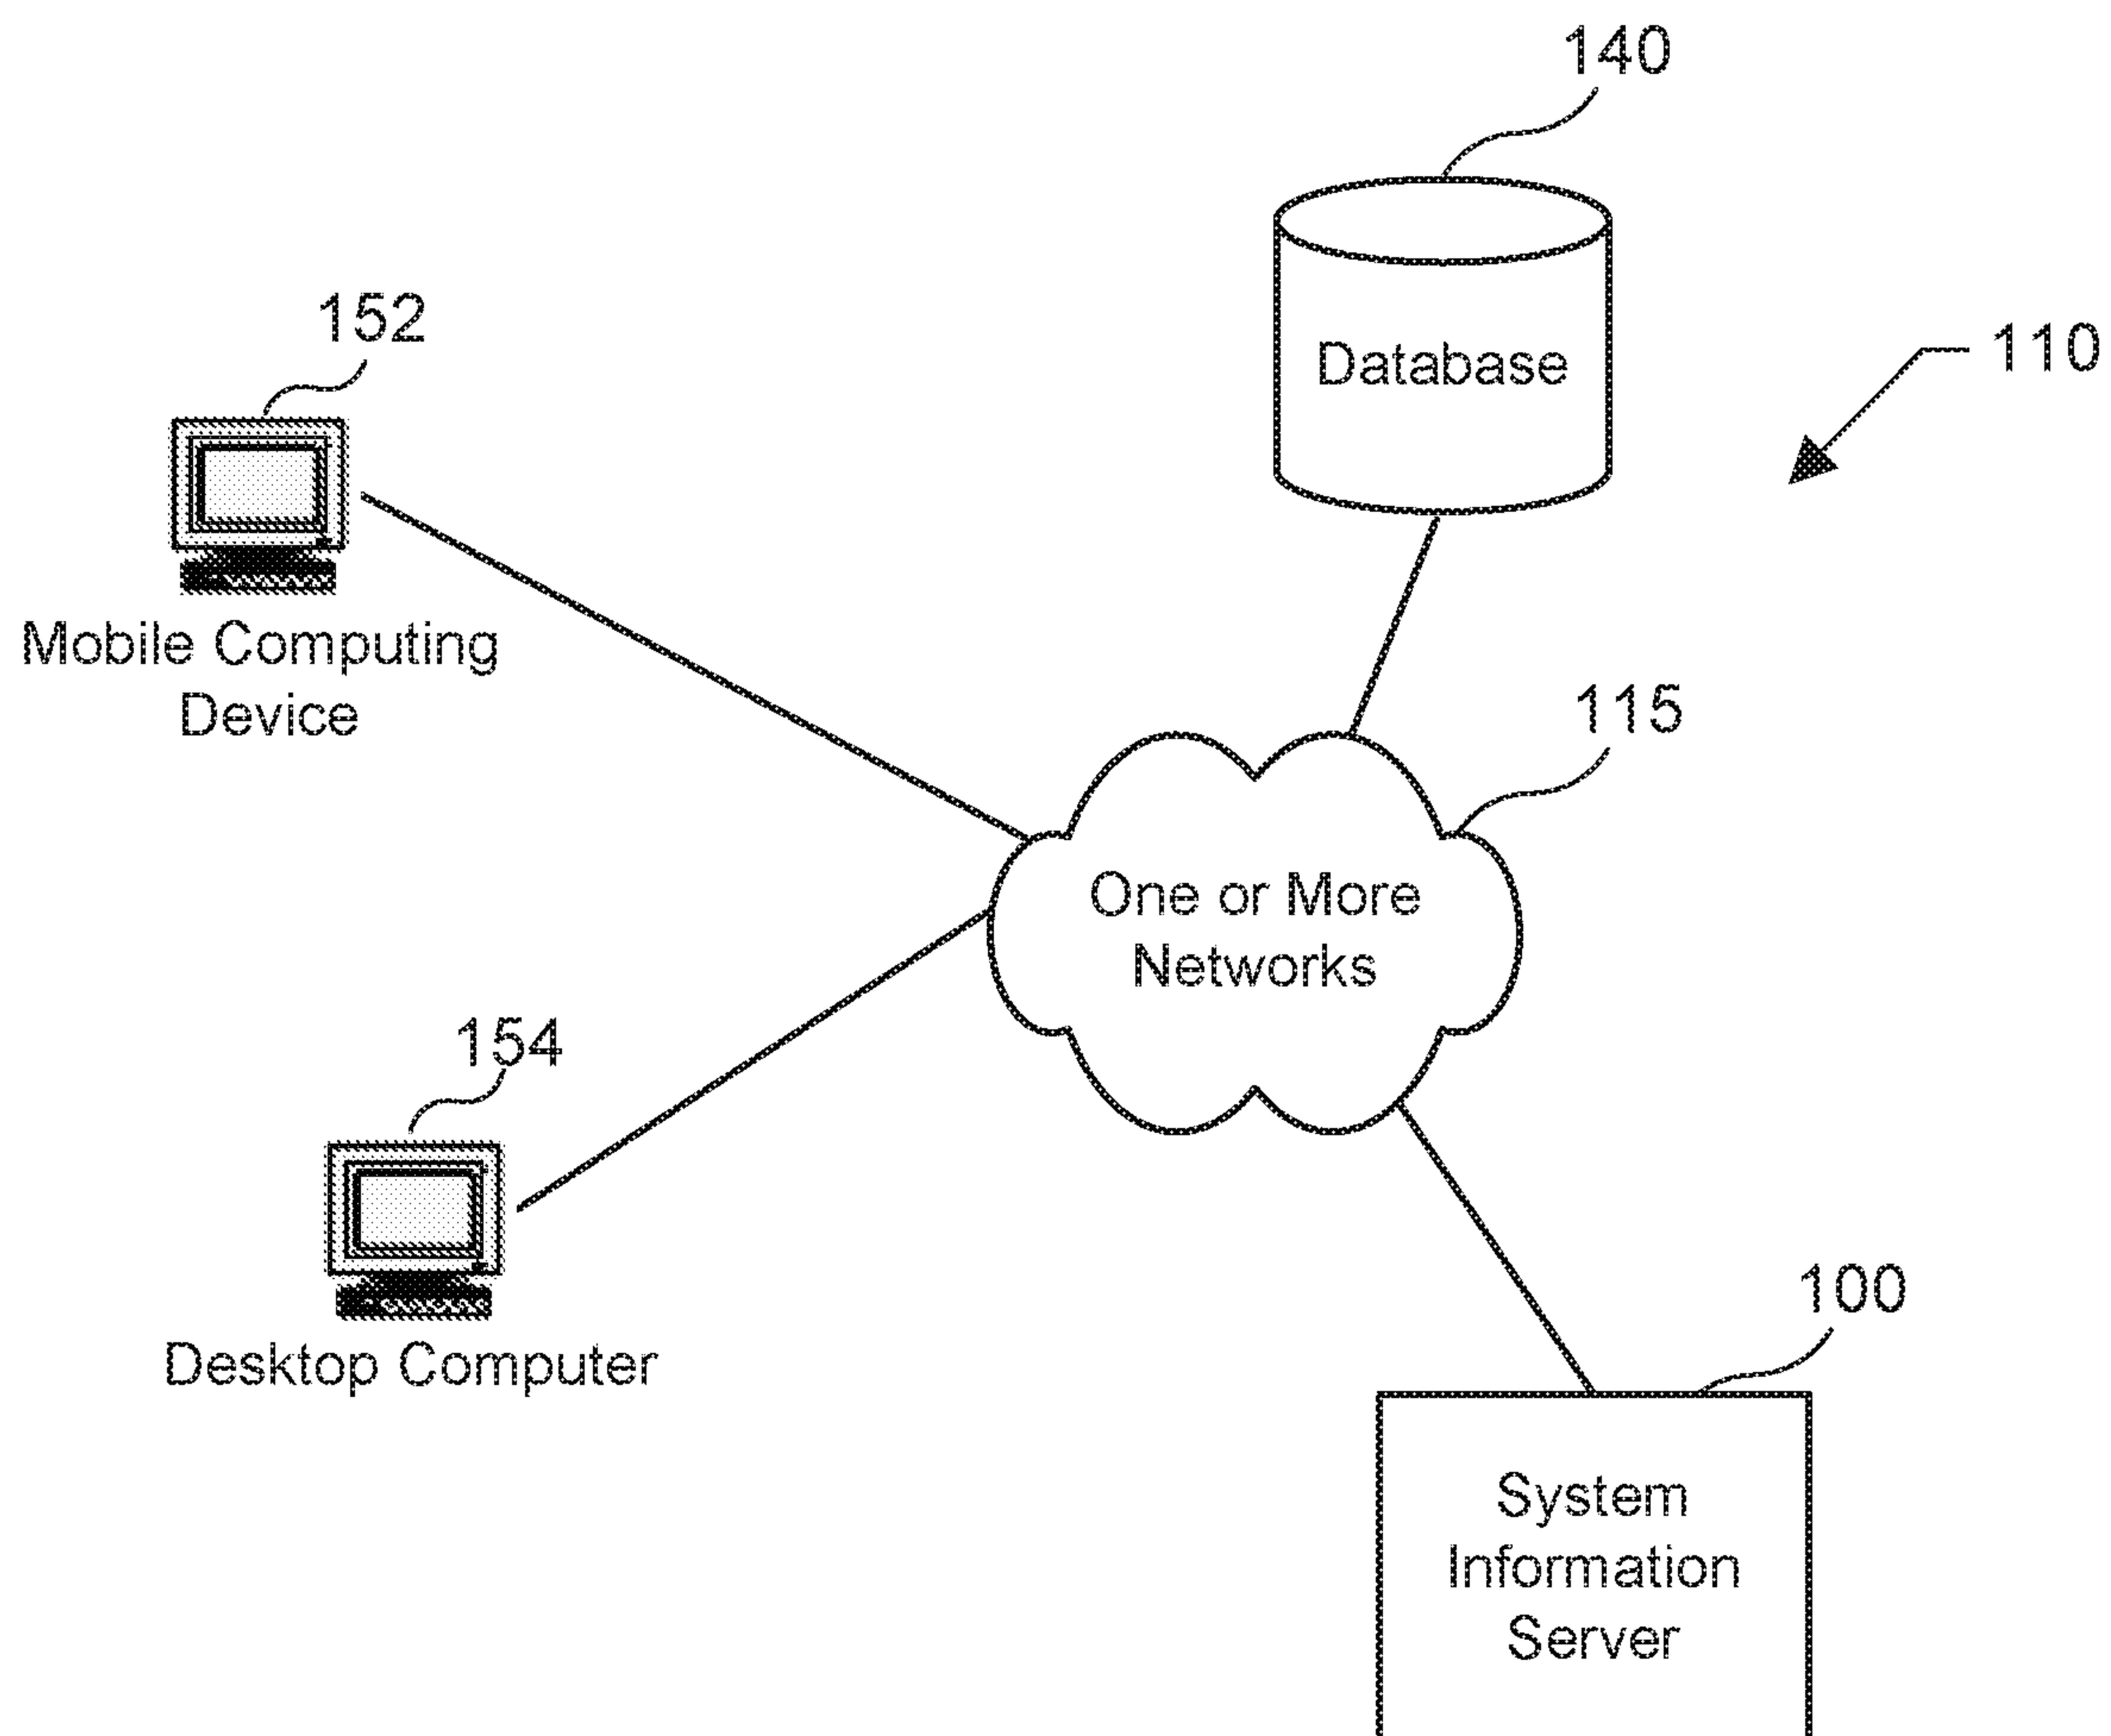 140
152
110
Database
Mobile Computing
Device
115
One or More
Networks
154
100
Desktop Computer
System
Information
Server